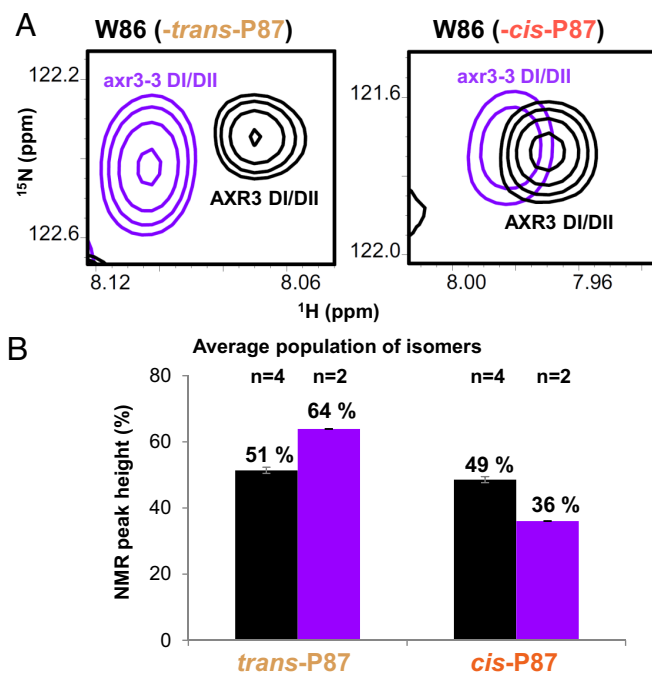 A
W86 (-trans-P87)
W86 (-cis-P87)
axr3-3 DI/DII
axr3-3 DI/DII
122.2
121.6
¹⁵N (ppm)
AXR3 DI/DII
AXR3 DI/DII
122.6
122.0
8.12
8.06
8.00
7.96
¹H (ppm)
B
Average population of isomers
80
n=4
n=2
n=4
n=2
64 %
60
51 %
49 %
40
36 %
20
0
NMR peak height (%)
trans-P87
cis-P87